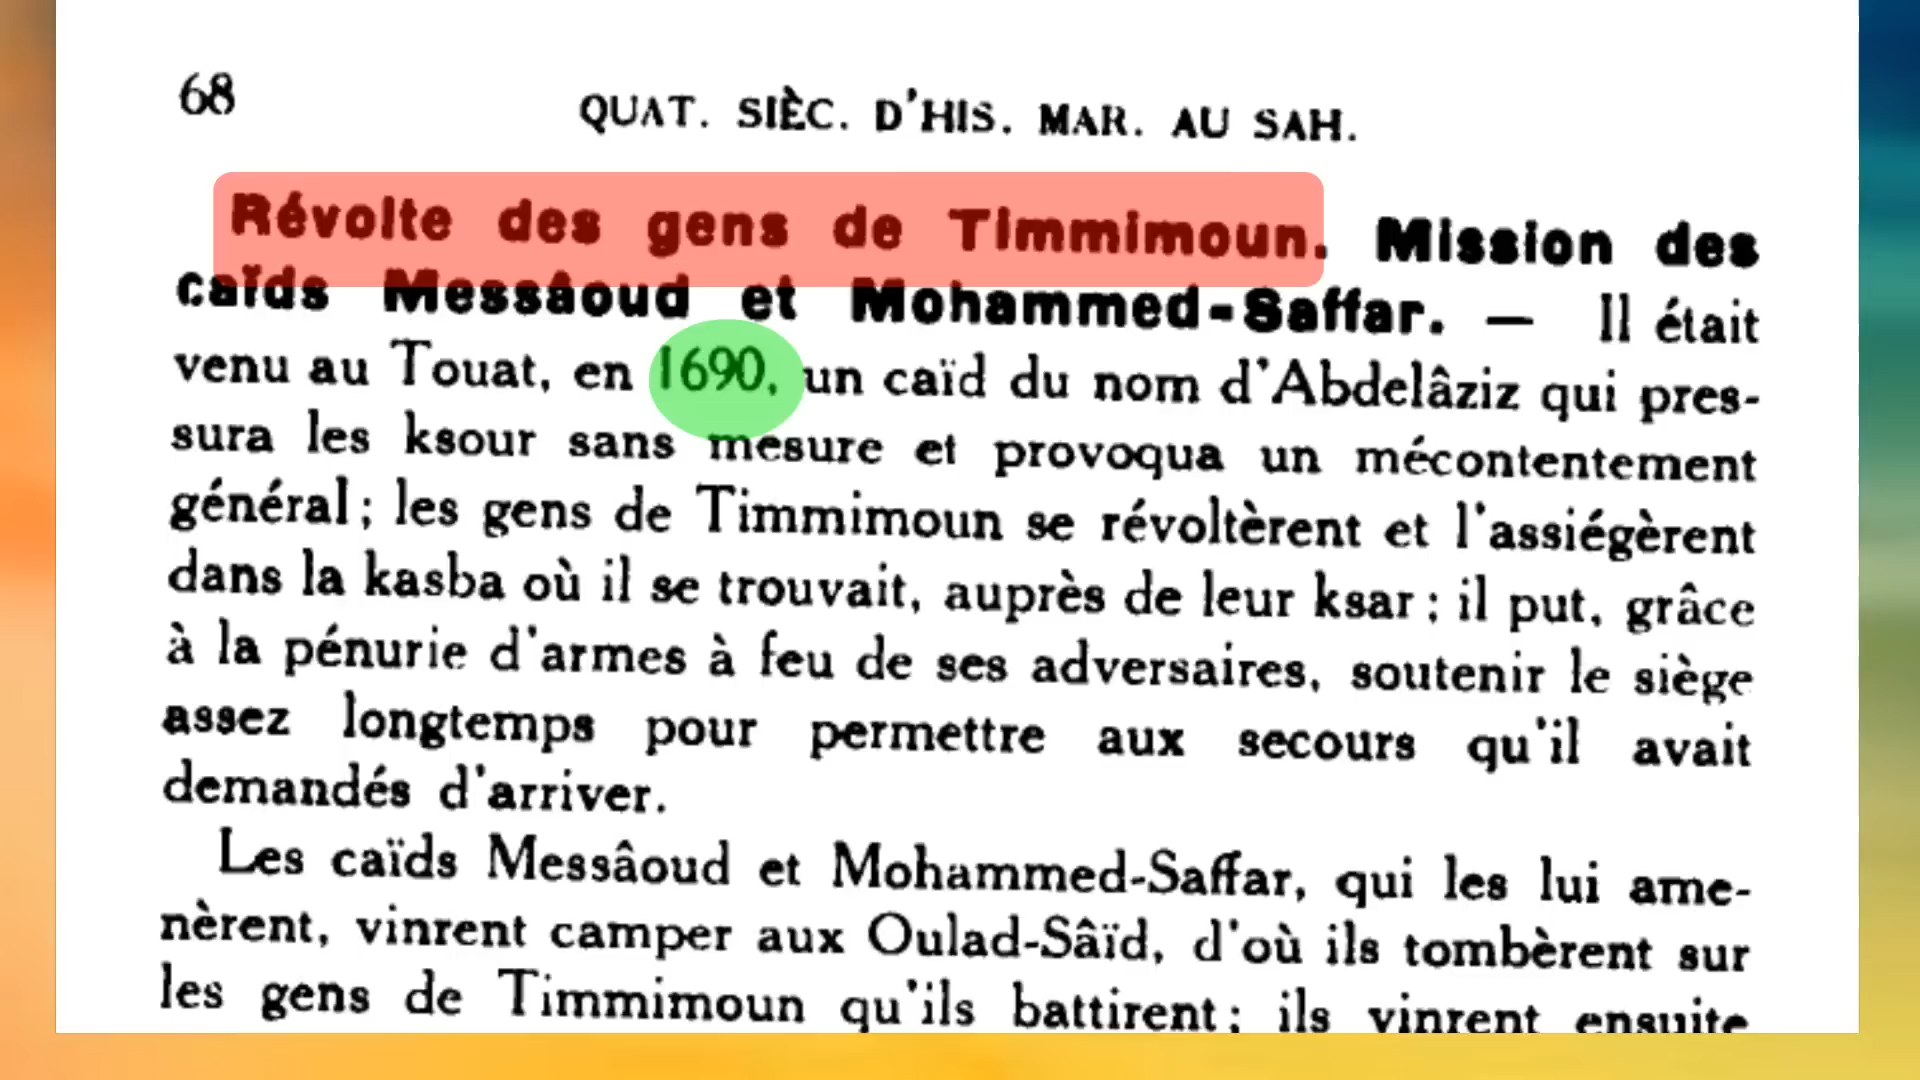 68
QUAT. SIÈC. D'HIS. MAR. AU SAH.
Révolte des gens de Timmimoun. Mission des
caïds Messâoud et Mohammed-Saffar. — Il était
venu au Touat, en 1690, un caïd du nom d'Abdelâziz qui pres-
sura les ksour sans mesure et provoqua un mécontentement
général ; les gens de Timmimoun se révoltèrent et l'assiégèrent
dans la kasba où il se trouvait, auprès de leur ksar ; il put, grâce
à la pénurie d'armes à feu de ses adversaires, soutenir le siège
assez longtemps pour permettre aux secours qu'il avait
demandés d'arriver.
Les caïds Messâoud et Mohammed-Saffar, qui les lui ame-
nèrent, vinrent camper aux Oulad-Sâïd, d'où ils tombèrent sur
les gens de Timmimoun qu'ils battirent ; ils vinrent ensuite